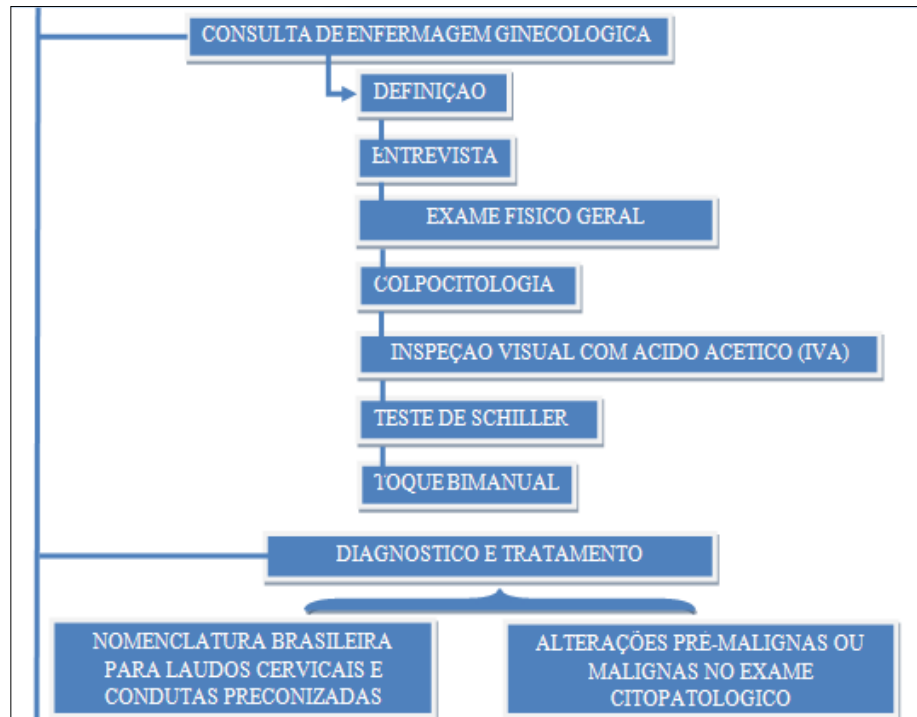 CONSULTA DE ENFERMAGEM GINECOLOGICA
DEFINIÇAO
ENTREVISTA
EXAME FISICO GERAL
COLPOCITOLOGIA
INSPEÇAO VISUAL COM ACIDO ACETICO (IVA)
TESTE DE SCHILLER
TOQUE BIMANUAL
DIAGNOSTICO E TRATAMENTO
NOMENCLATURA BRASILEIRA
PARA LAUDOS CERVICAIS E
CONDUTAS PRECONIZADAS
ALTERAÇÕES PRÉ-MALIGNAS OU
MALIGNAS NO EXAME
CITOPATOLOGICO